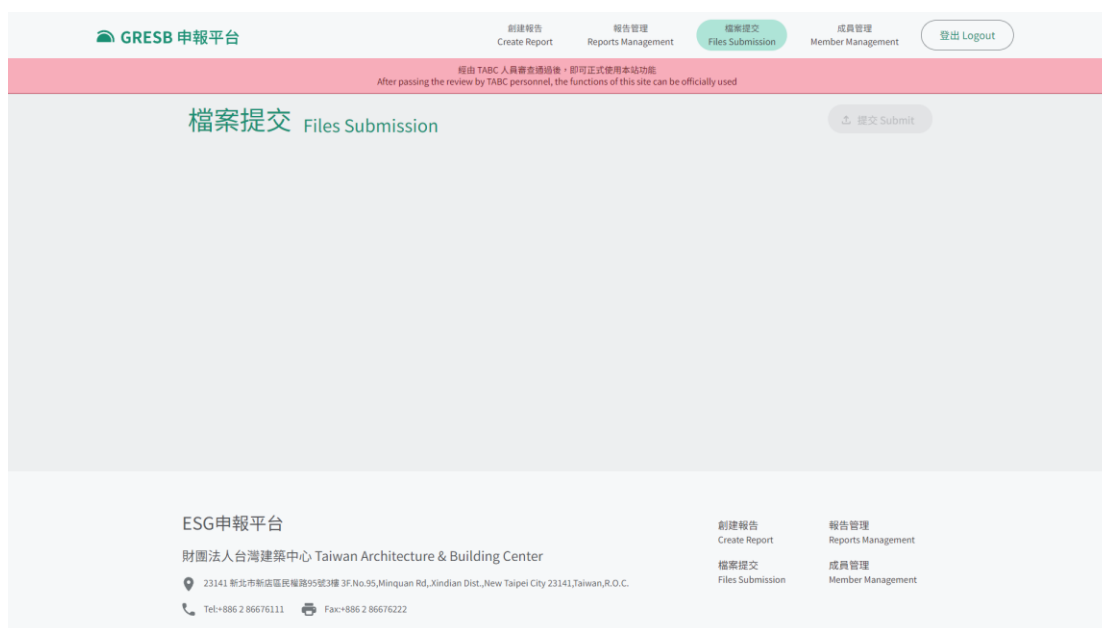 GRESB 申報平台
創建報告
Create Report
報告管理
Reports Management
檔案提交
Files Submission
成員管理
Member Management
登出 Logout
經由 TABC 人員審查通過後，即可正式使用本站功能
After passing the review by TABC personnel, the functions of this site can be officially used
檔案提交 Files Submission
提交 Submit
ESG申報平台
財團法人台灣建築中心 Taiwan Architecture & Building Center
23141 新北市新店區民權路95號3樓 3F.No.95,Minquan Rd,.Xindian Dist.,New Taipei City 23141,Taiwan,R.O.C.
Tel:+886 2 86676111 Fax:+886 2 86676222
創建報告
Create Report
報告管理
Reports Management
檔案提交
Files Submission
成員管理
Member Management